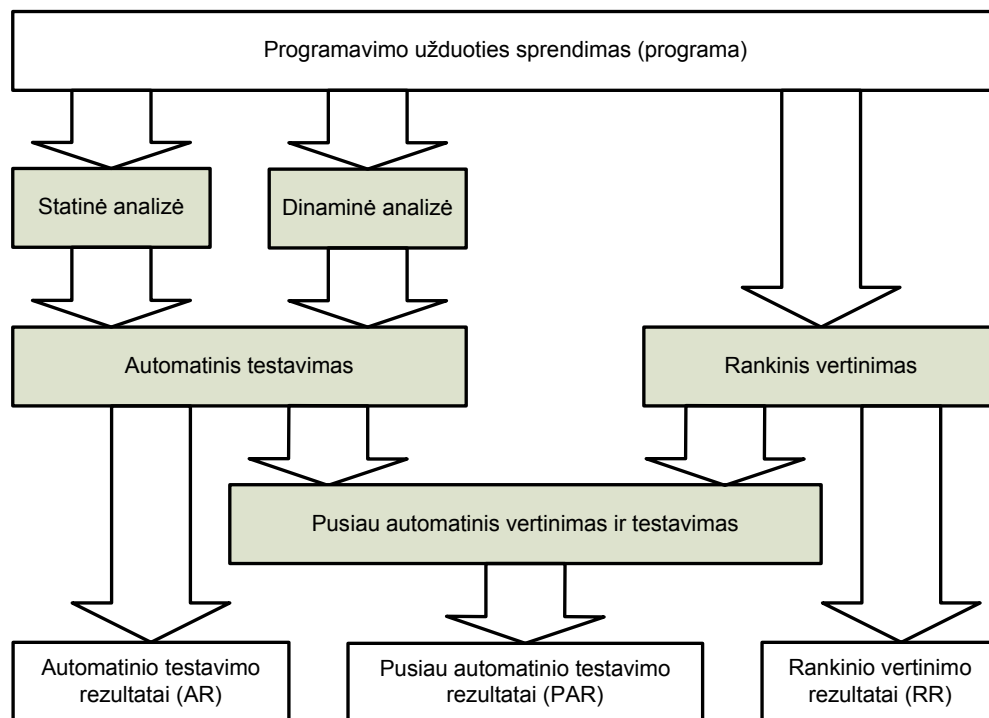 Programavimo užduoties sprendimas (programa)
Statinė analizė
Dinaminė analizė
Automatinis testavimas
Rankinis vertinimas
Pusiau automatinis vertinimas ir testavimas
Automatinio testavimo
rezultatai (AR)
Pusiau automatinio testavimo
rezultatai (PAR)
Rankinio vertinimo
rezultatai (RR)